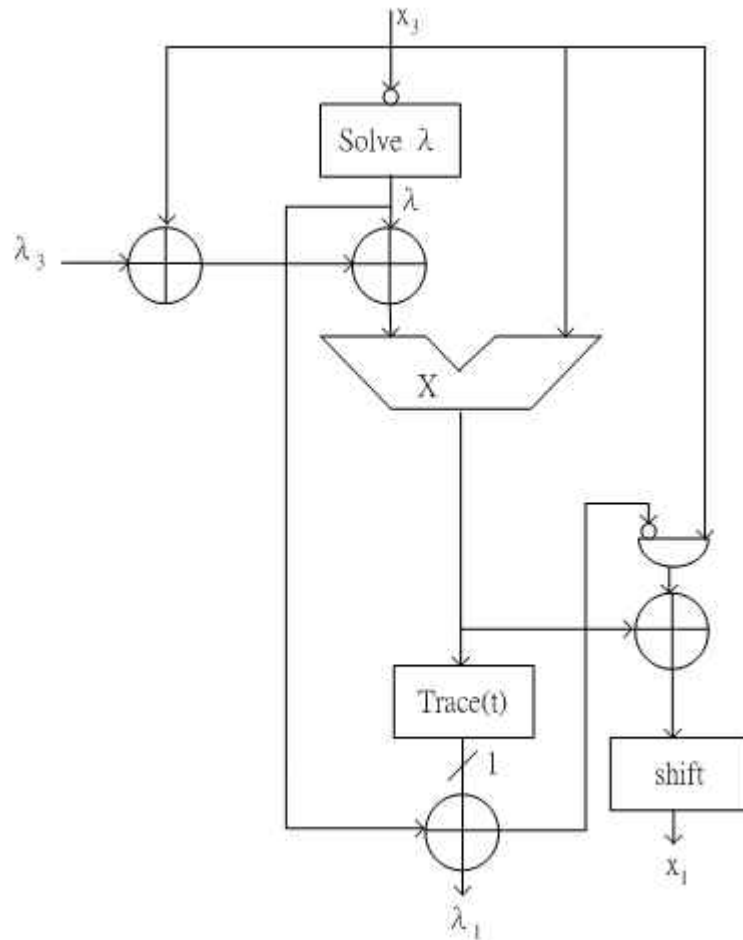 x₃
Solve λ
λ
λ₃
X
Trace(t)
1
shift
x₁
λ₁